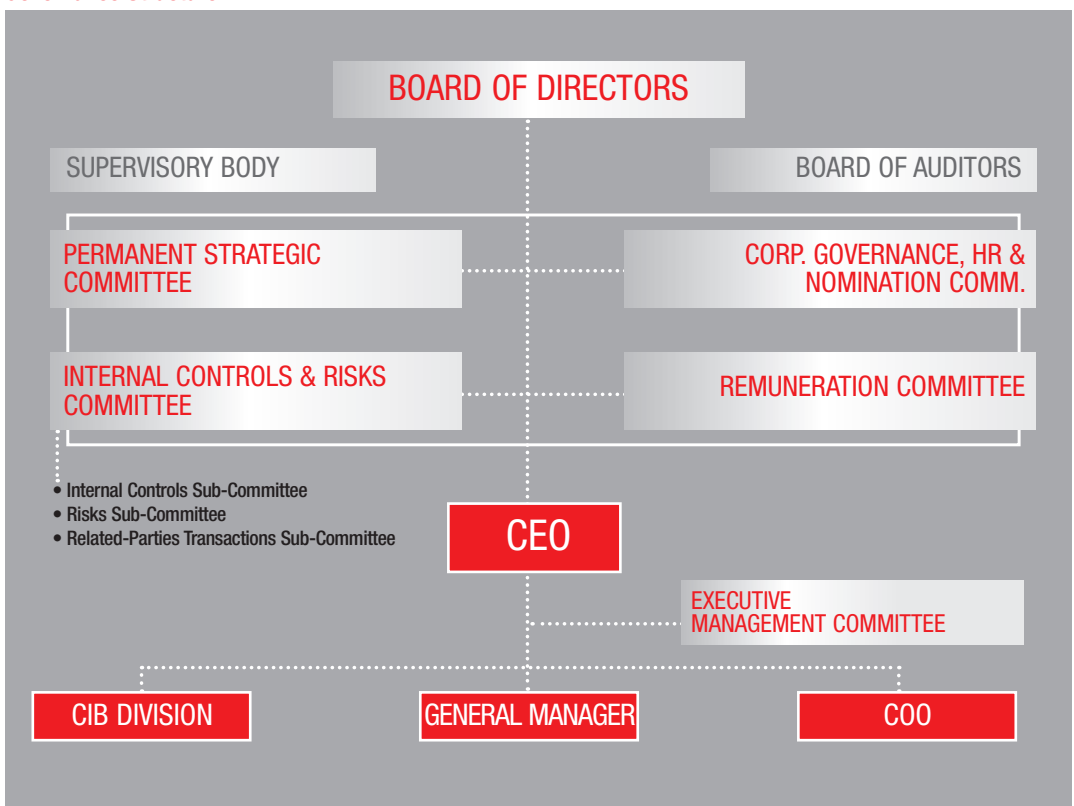 BOARD OF DIRECTORS
SUPERVISORY BODY
BOARD OF AUDITORS
PERMANENT STRATEGIC
COMMITTEE
CORP. GOVERNANCE, HR &
NOMINATION COMM.
INTERNAL CONTROLS & RISKS
COMMITTEE
REMUNERATION COMMITTEE
• Internal Controls Sub-Committee
• Risks Sub-Committee
• Related-Parties Transactions Sub-Committee
CEO
EXECUTIVE
MANAGEMENT COMMITTEE
CIB DIVISION
GENERAL MANAGER
COO